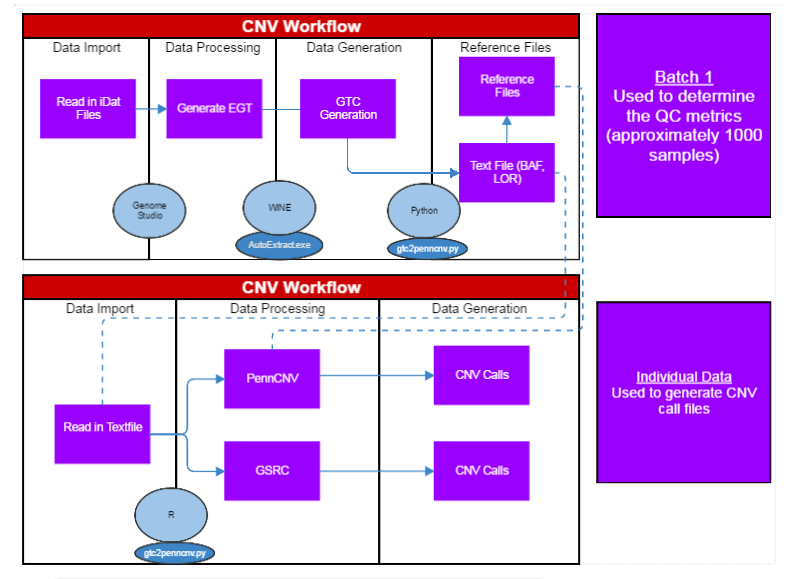 CNV Workflow
Data Import
Data Processing
Data Generation
Reference Files
Read in iDat
Files
Generate EGT
GTC
Generation
Reference
Files
Text File (BAF,
LOR)
Genome
Studio
WINE
AutoExtract.exe
Python
gtc2penncnv.py
Batch 1
Used to determine
the QC metrics
(approximately 1000
samples)
CNV Workflow
Data Import
Data Processing
Data Generation
Read in Textfile
PennCNV
CNV Calls
GSRC
CNV Calls
R
gtc2penncnv.py
Individual Data
Used to generate CNV
call files